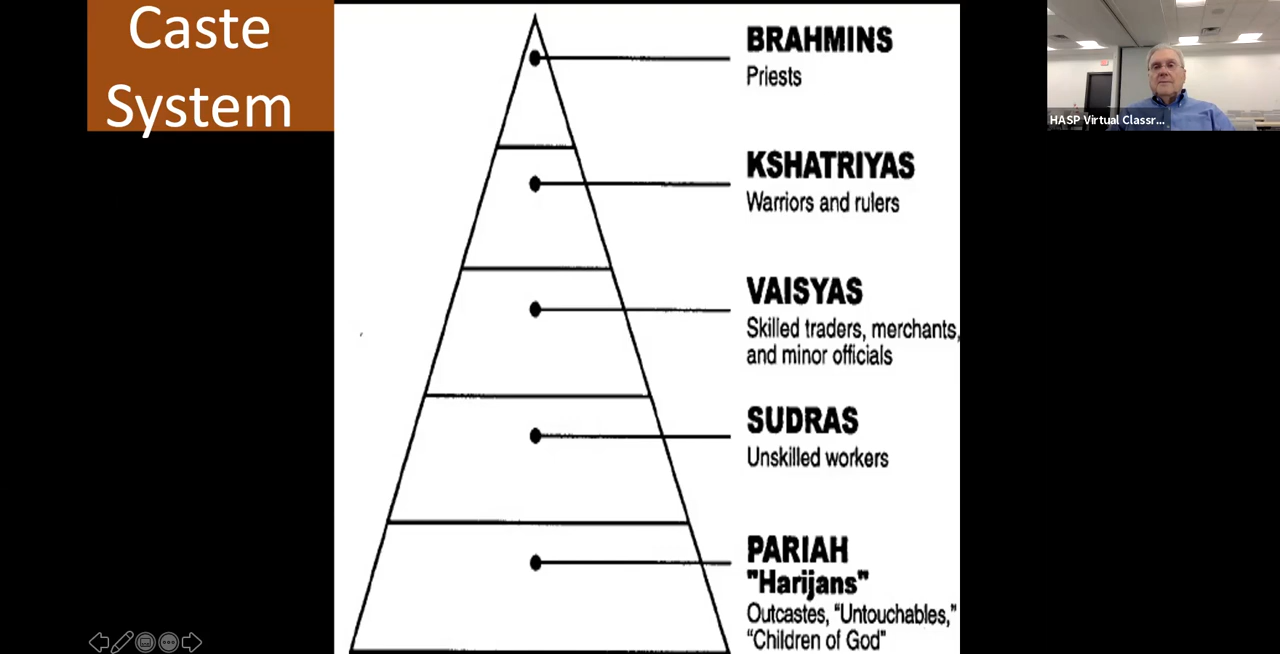 Caste
System
BRAHMINS
Priests
KSHATRIYAS
Warriors and rulers
VAISYAS
Skilled traders, merchants,
and minor officials
SUDRAS
Unskilled workers
PARIAH
"Harijans"
Outcastes, "Untouchables,"
"Children of God"
HASP Virtual Classr...